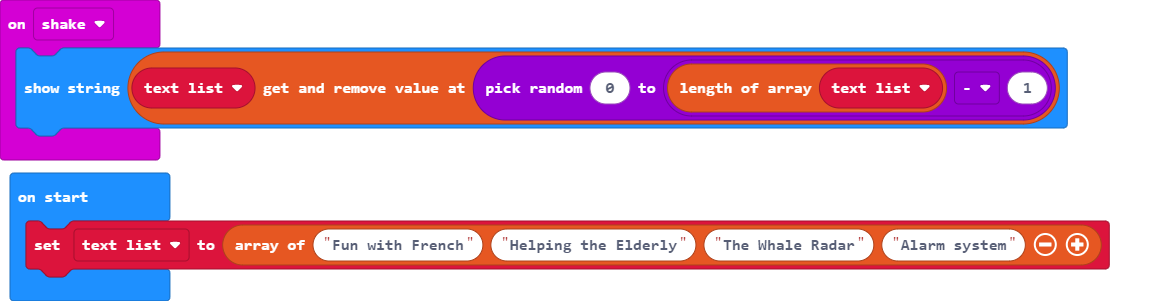 on shake
show string text list get and remove value at pick random 0 to length of array text list - 1
on start
set text list to array of "Fun with French" "Helping the Elderly" "The Whale Radar" "Alarm system"